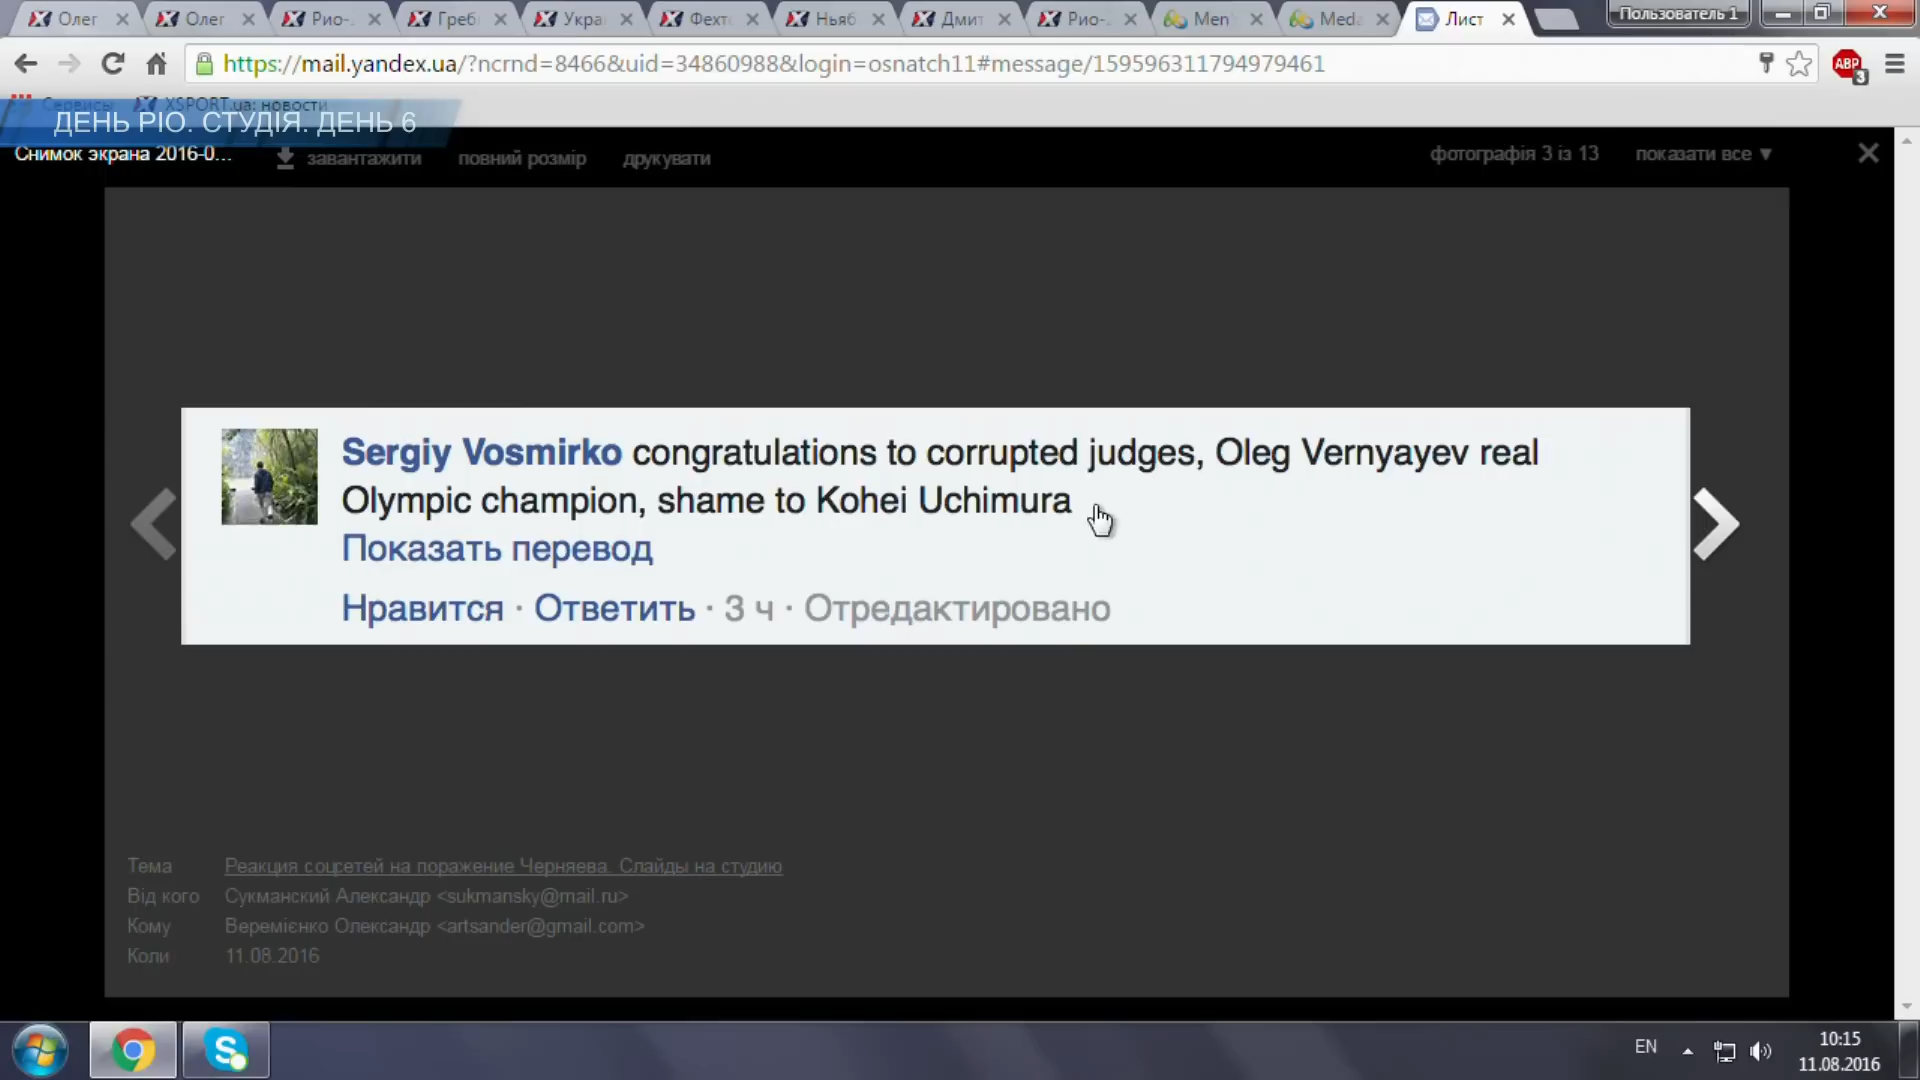 Олег
Олег
Рио-
Греб
Укра
Фехт
Ньяб
Дмит
Рио-
Men
Meda
Лист
Пользователь 1
https://mail.yandex.ua/?ncrnd=8466&uid=34860988&login=osnatch11#message/159596311794979461
ABP
3
Сервисы
XSPORT.ua: новости
ДЕНЬ РІО. СТУДІЯ. ДЕНЬ 6
Снимок экрана 2016-0...
завантажити
повний розмір
друкувати
фотографія 3 із 13
показати все ▼
Sergiy Vosmirko congratulations to corrupted judges, Oleg Vernyayev real
Olympic champion, shame to Kohei Uchimura
Показать перевод
Нравится · Ответить · 3 ч · Отредактировано
Тема Реакция соцсетей на поражение Черняева. Слайды на студию
Від кого Сукманский Александр <sukmansky@mail.ru>
Кому Веремієнко Олександр <artsander@gmail.com>
Коли 11.08.2016
EN
10:15
11.08.2016